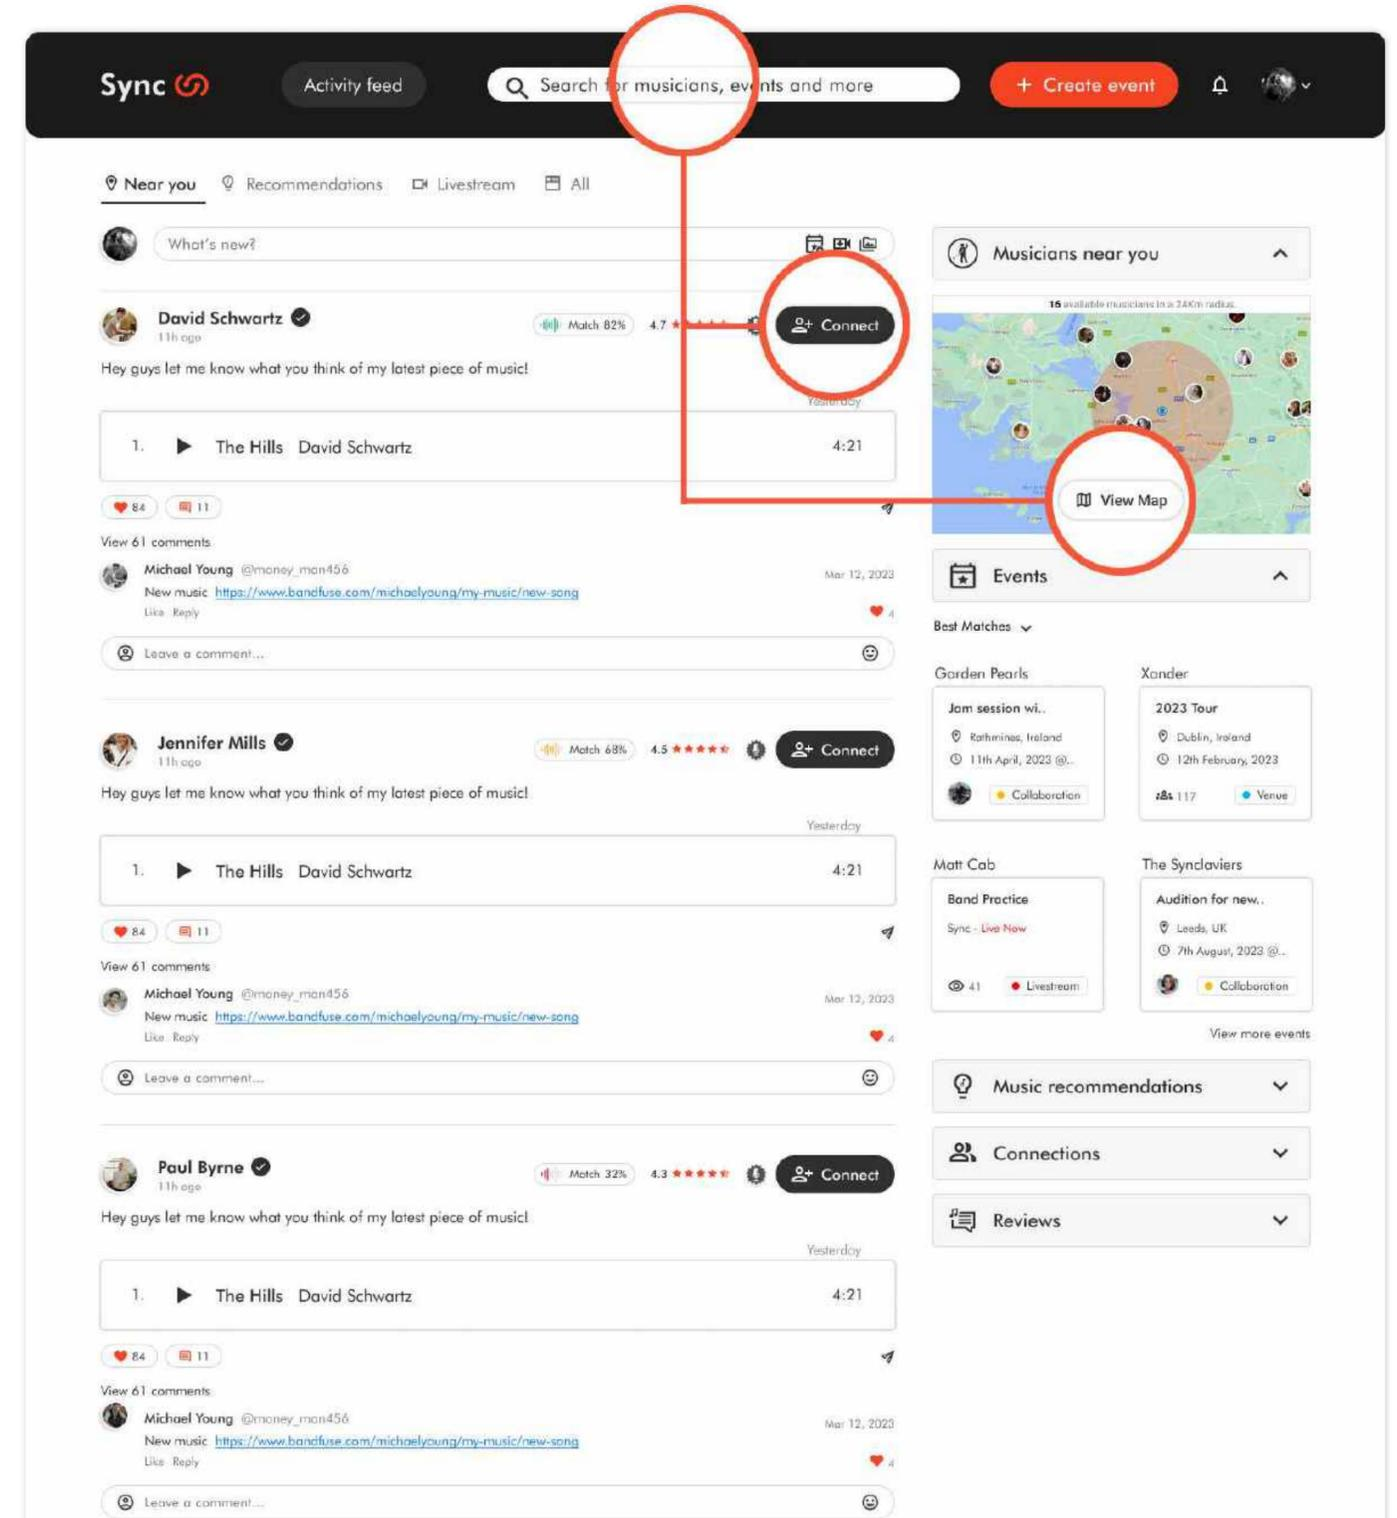 Sync
Activity feed
Search for musicians, events and more
+ Create event
Near you
Recommendations
Livestream
All
What's new?
David Schwartz
11h ago
Match 82%
4.7
Connect
Hey guys let me know what you think of my latest piece of music!
Yesterday
1. The Hills David Schwartz 4:21
84
11
View 61 comments
Michael Young @money_man456
Mar 12, 2023
New music https://www.bandfuse.com/michaelyoung/my-music/new-song
Like Reply
4
Leave a comment...
Jennifer Mills
11h ago
Match 68%
4.5
Connect
Hey guys let me know what you think of my latest piece of music!
Yesterday
1. The Hills David Schwartz 4:21
84
11
View 61 comments
Michael Young @money_man456
Mar 12, 2023
New music https://www.bandfuse.com/michaelyoung/my-music/new-song
Like Reply
4
Leave a comment...
Paul Byrne
11h ago
Match 32%
4.3
Connect
Hey guys let me know what you think of my latest piece of music!
Yesterday
1. The Hills David Schwartz 4:21
84
11
View 61 comments
Michael Young @money_man456
Mar 12, 2023
New music https://www.bandfuse.com/michaelyoung/my-music/new-song
Like Reply
4
Leave a comment...
Musicians near you
16 available musicians in a 24Km radius.
View Map
Events
Best Matches
Garden Pearls
Jam session wi..
Rathmines, Ireland
11th April, 2023 @..
Collaboration
Xander
2023 Tour
Dublin, Ireland
12th February, 2023
117
Venue
Matt Cab
Band Practice
Sync - Live Now
41
Livestream
The Synclaviers
Audition for new..
Leeds, UK
7th August, 2023 @..
Collaboration
View more events
Music recommendations
Connections
Reviews